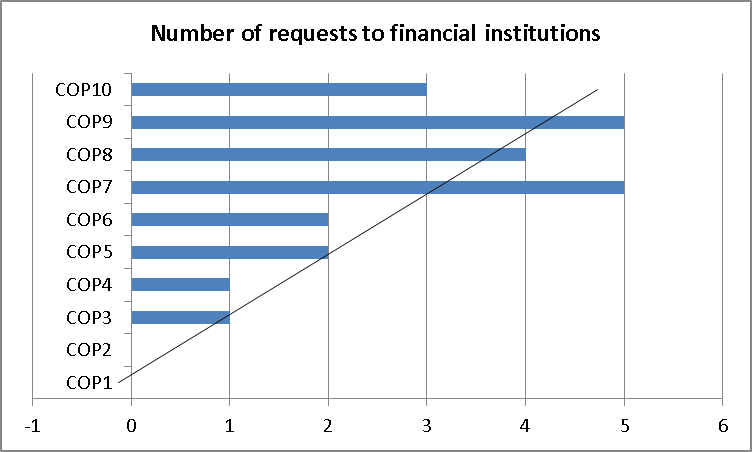 Number of requests to financial institutions
COP10
COP9
COP8
COP7
COP6
COP5
COP4
COP3
COP2
COP1
-1 0 1 2 3 4 5 6